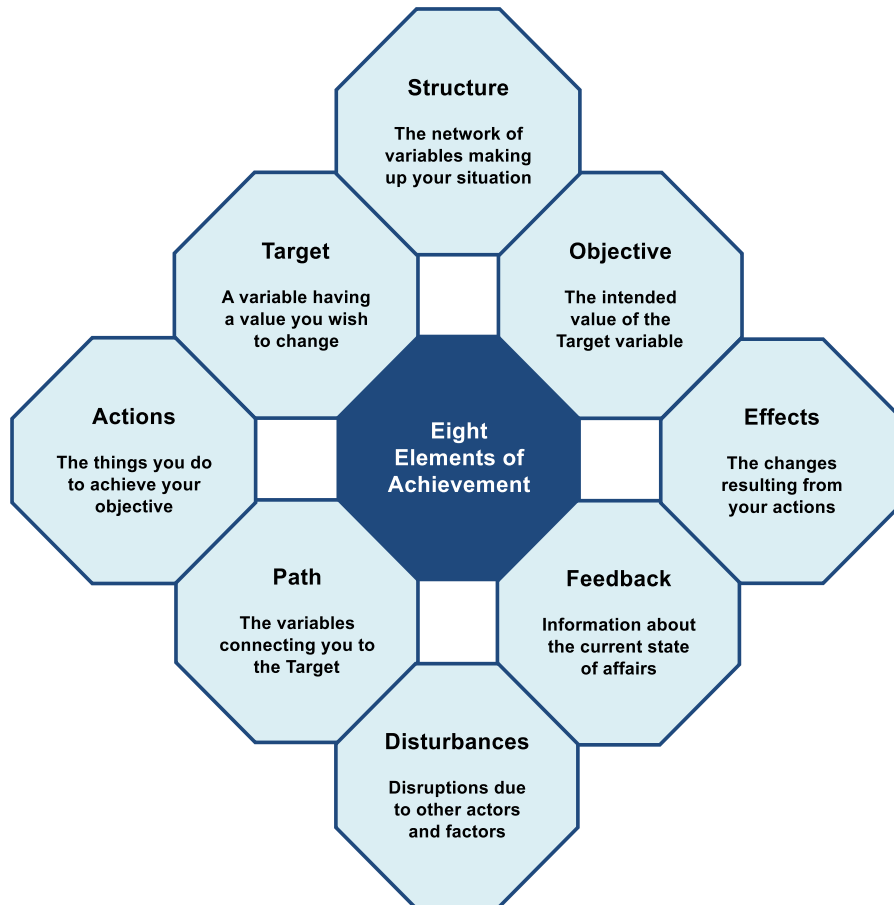 Structure
The network of
variables making
up your situation
Target
A variable having
a value you wish
to change
Objective
The intended
value of the
Target variable
Actions
The things you do
to achieve your
objective
Eight
Elements of
Achievement
Effects
The changes
resulting from
your actions
Path
The variables
connecting you to
the Target
Feedback
Information about
the current state
of affairs
Disturbances
Disruptions due
to other actors
and factors